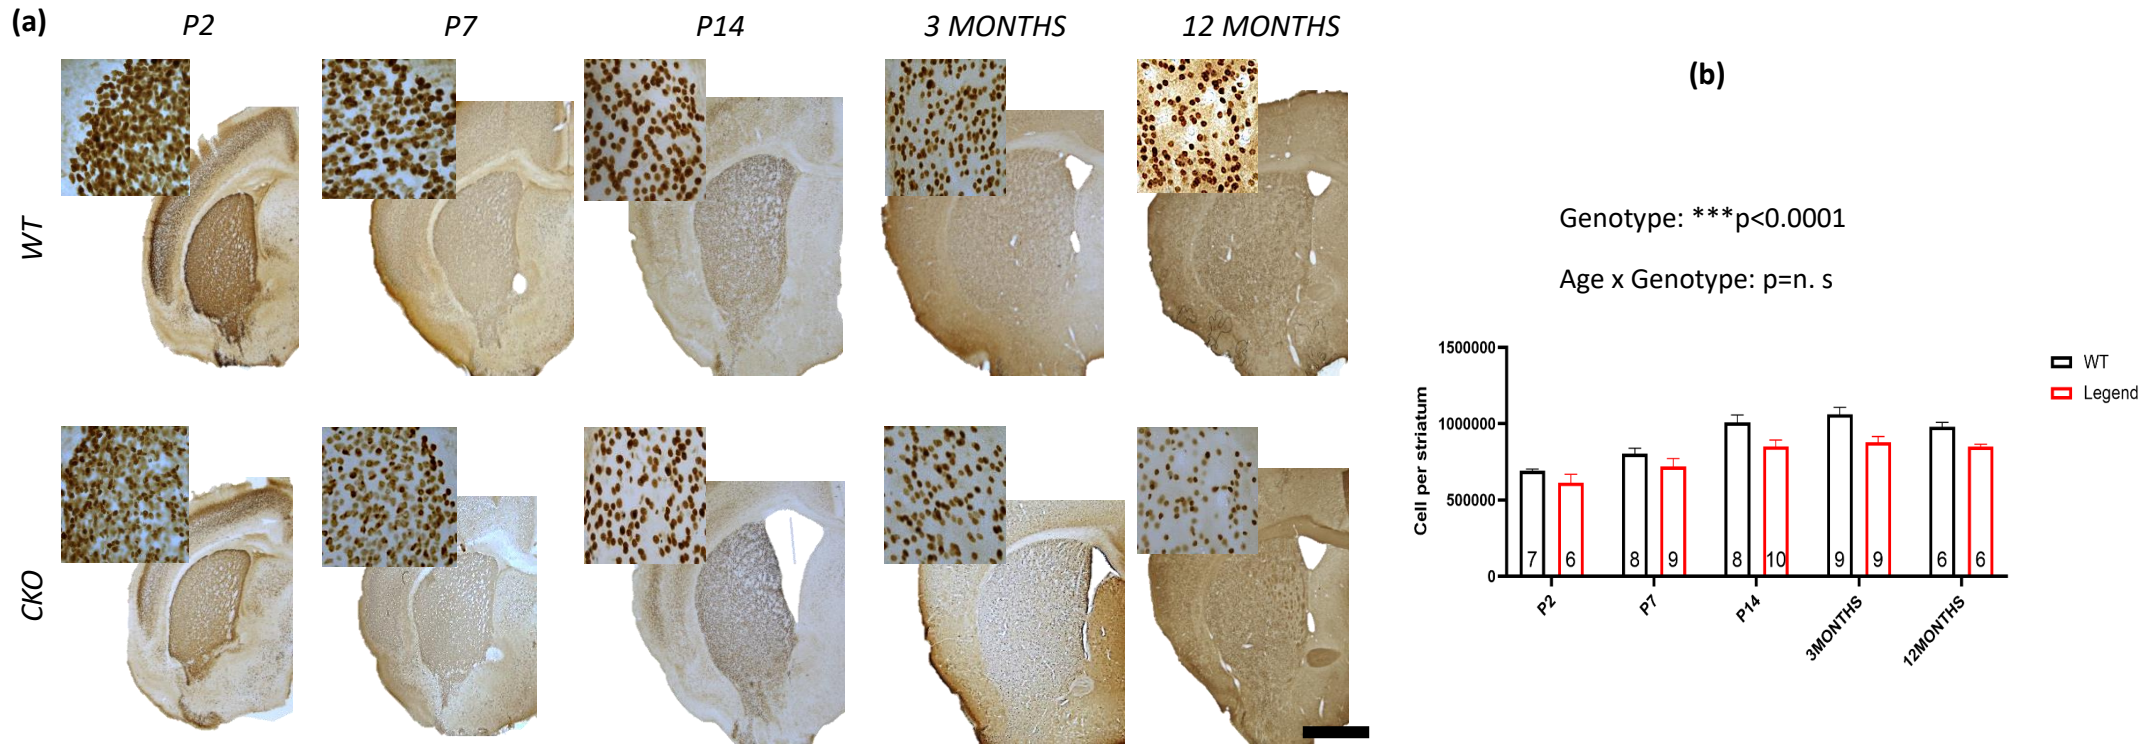 (a)
P2
P7
P14
3 MONTHS
12 MONTHS
WT
CKO
(b)
Genotype: ***p<0.0001
Age x Genotype: p=n. s
1500000
1000000
500000
0
Cell per striatum
7 6 8 9 8 10 9 9 6 6
P2
P7
P14
3MONTHS
12MONTHS
WT
Legend